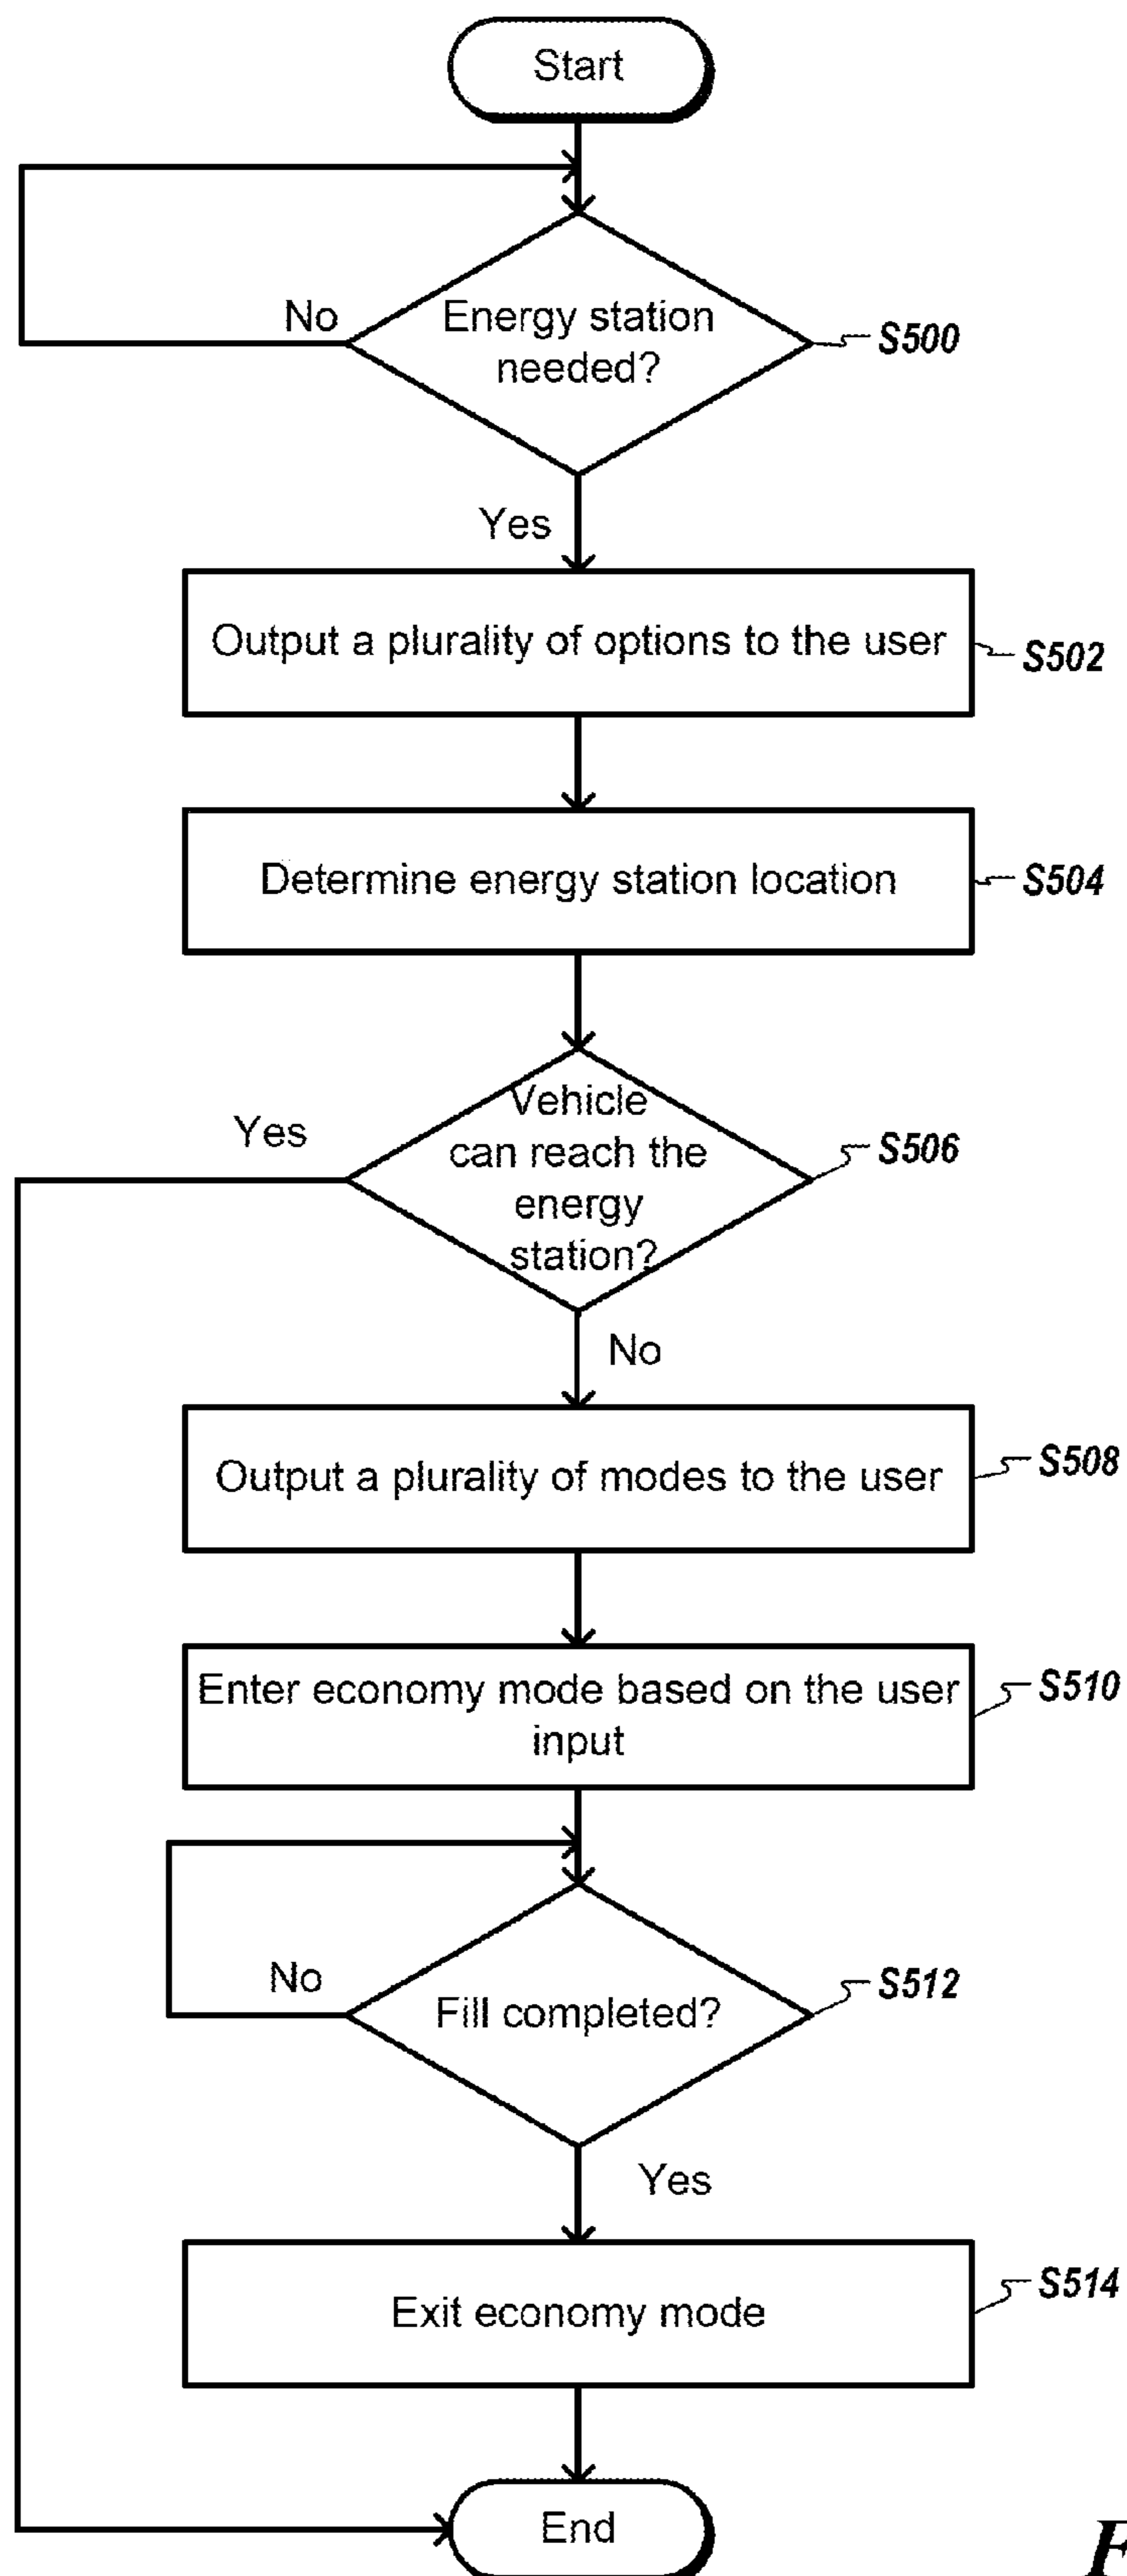 Start
No
Energy station
needed?
S500
Yes
Output a plurality of options to the user
S502
Determine energy station location
S504
Yes
Vehicle
can reach the
energy
station?
S506
No
Output a plurality of modes to the user
S508
Enter economy mode based on the user
input
S510
No
Fill completed?
S512
Yes
Exit economy mode
S514
End